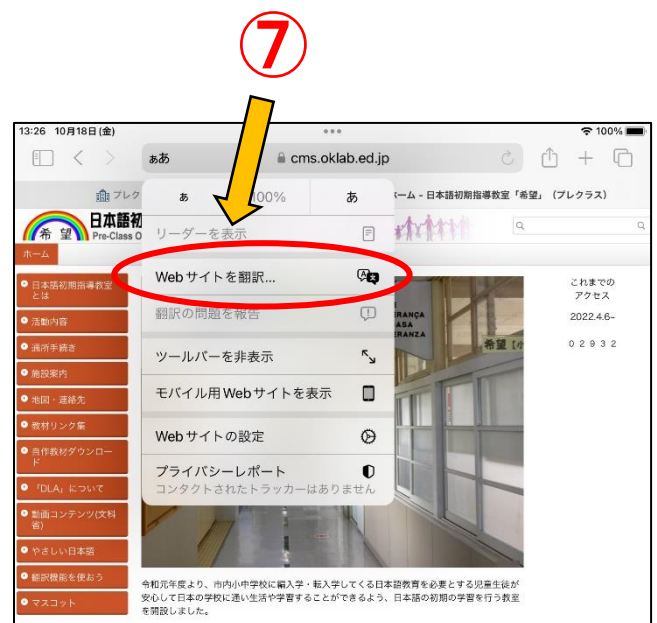 ⑦
13:26 10月18日(金)
100%
ああ
cms.oklab.ed.jp
プレク
ーム - 日本語初期指導教室「希望」 (プレクラス)
あ 100% あ
希望
日本語初
Pre-Class O
リーダーを表示
ホーム
Webサイトを翻訳...
翻訳の問題を報告
ツールバーを非表示
モバイル用Webサイトを表示
Webサイトの設定
プライバシーレポート
コンタクトされたトラッカーはありません
日本語初期指導教室とは
活動内容
通所手続き
施設案内
地図・連絡先
教材リンク集
自作教材ダウンロード
「DLA」について
動画コンテンツ(文科省)
やさしい日本語
翻訳機能を使おう
マスコット
ERANÇA
ASA
ERANZA
希望
これまでの
アクセス
2022.4.6~
02932
令和元年度より、市内小中学校に編入学・転入学してくる日本語教育を必要とする児童生徒が
安心して日本の学校に通い生活や学習することができるよう、日本語の初期の学習を行う教室
を開設しました。